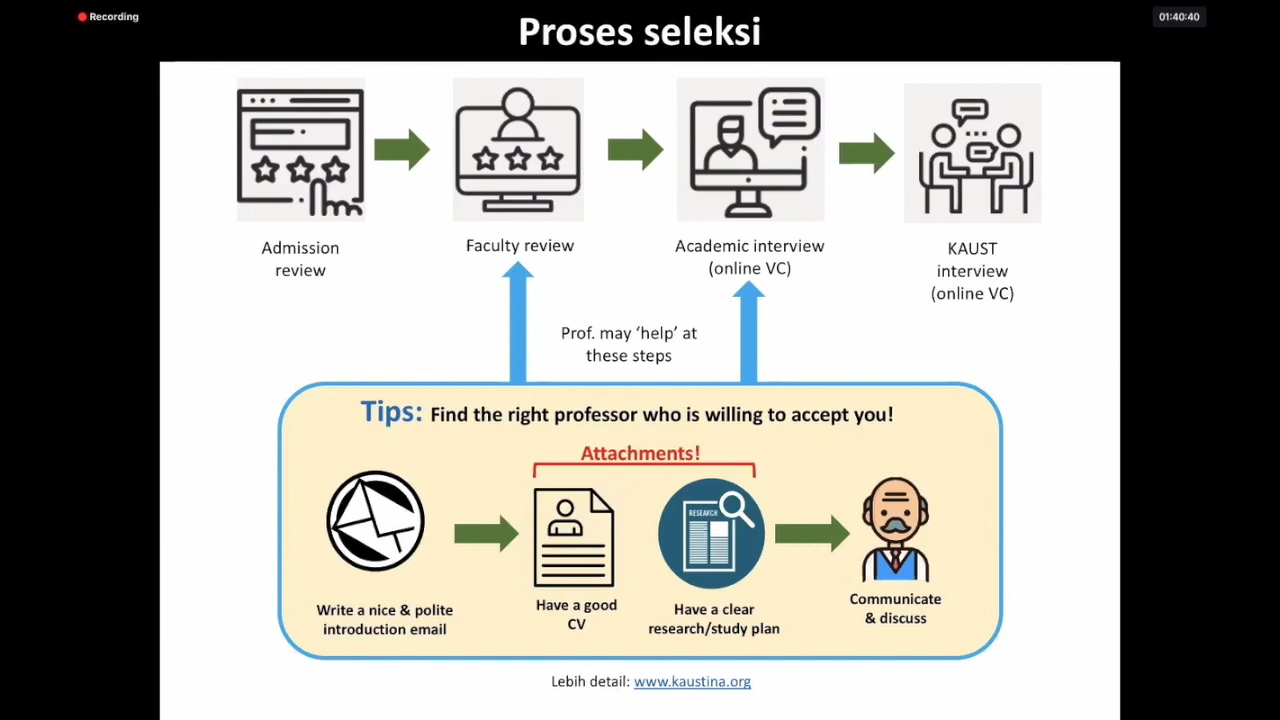 Recording
01:40:40
Proses seleksi
Admission
review
Faculty review
Academic interview
(online VC)
KAUST
interview
(online VC)
Prof. may ‘help’ at
these steps
Tips: Find the right professor who is willing to accept you!
Attachments!
RESEARCH
Write a nice & polite
introduction email
Have a good
CV
Have a clear
research/study plan
Communicate
& discuss
Lebih detail: www.kaustina.org